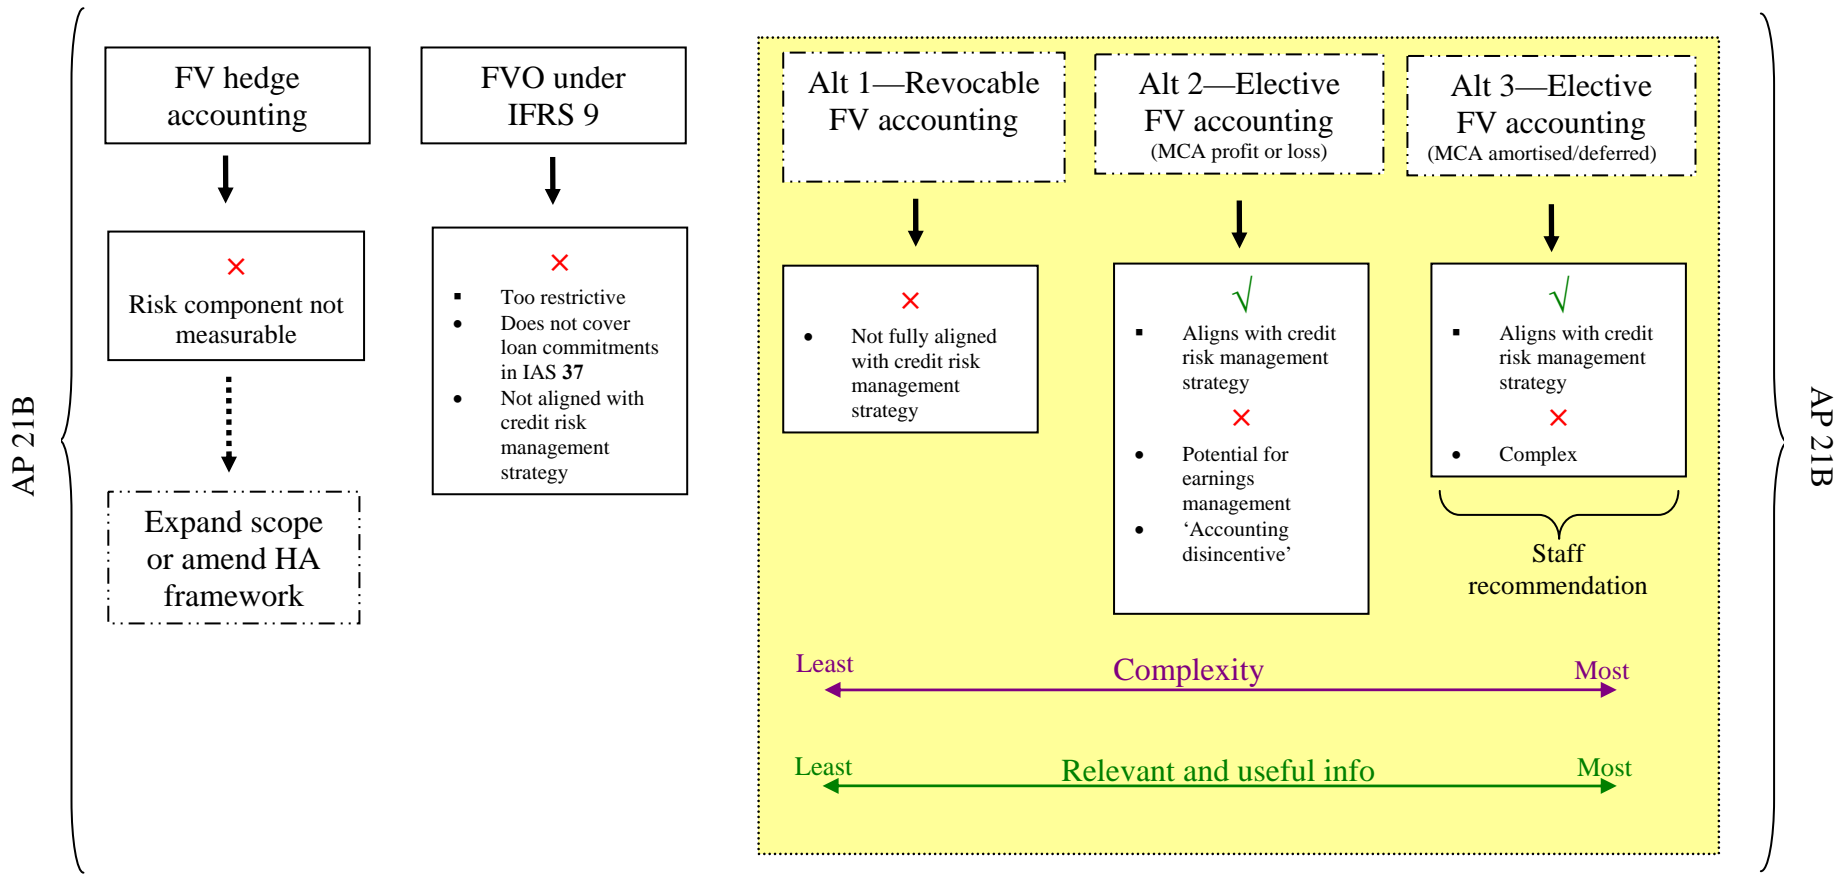 AP 21B
FV hedge
accounting
×
Risk component not
measurable
Expand scope
or amend HA
framework
FVO under
IFRS 9
×
▪ Too restrictive
● Does not cover
loan commitments
in IAS 37
● Not aligned with
credit risk
management
strategy
Alt 1—Revocable
FV accounting
×
● Not fully aligned
with credit risk
management
strategy
Alt 2—Elective
FV accounting
(MCA profit or loss)
√
▪ Aligns with credit
risk management
strategy
×
● Potential for
earnings
management
● ‘Accounting
disincentive’
Alt 3—Elective
FV accounting
(MCA amortised/deferred)
√
▪ Aligns with credit
risk management
strategy
×
● Complex
Staff
recommendation
Least Complexity Most
Least Relevant and useful info Most
AP 21B